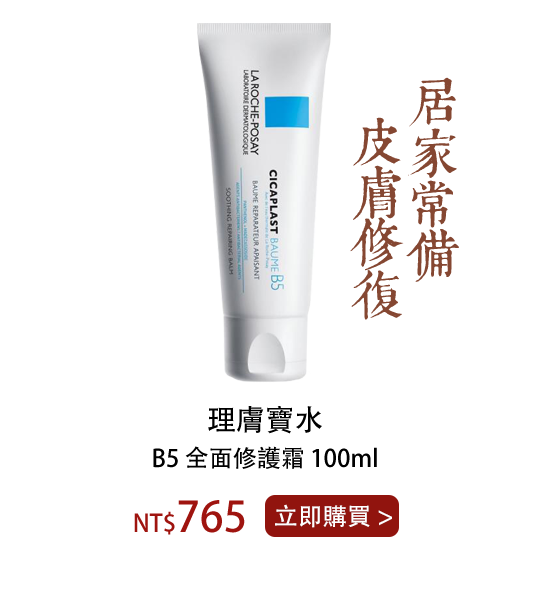 居家常備
皮膚修復
LA ROCHE-POSAY
LABORATOIRE DERMATOLOGIQUE
CICAPLAST BAUME B5
BAUME RÉPARATEUR APAISANT
SOOTHING REPAIRING BALM
理膚寶水
B5 全面修護霜 100ml
NT$765 立即購買 >